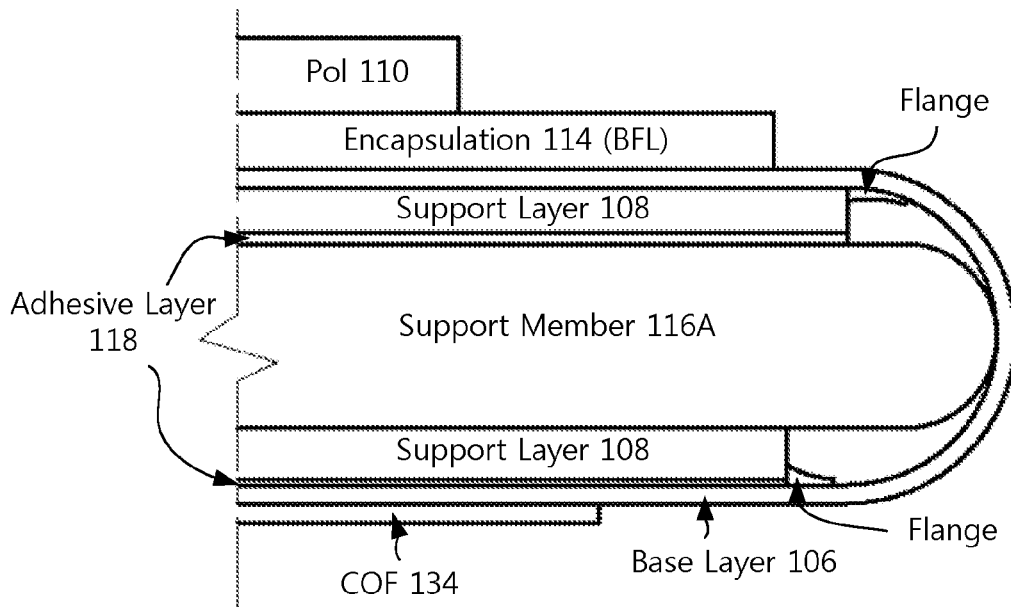 Pol 110
Flange
Encapsulation 114 (BFL)
Support Layer 108
Adhesive Layer
118
Support Member 116A
Support Layer 108
Flange
Base Layer 106
COF 134